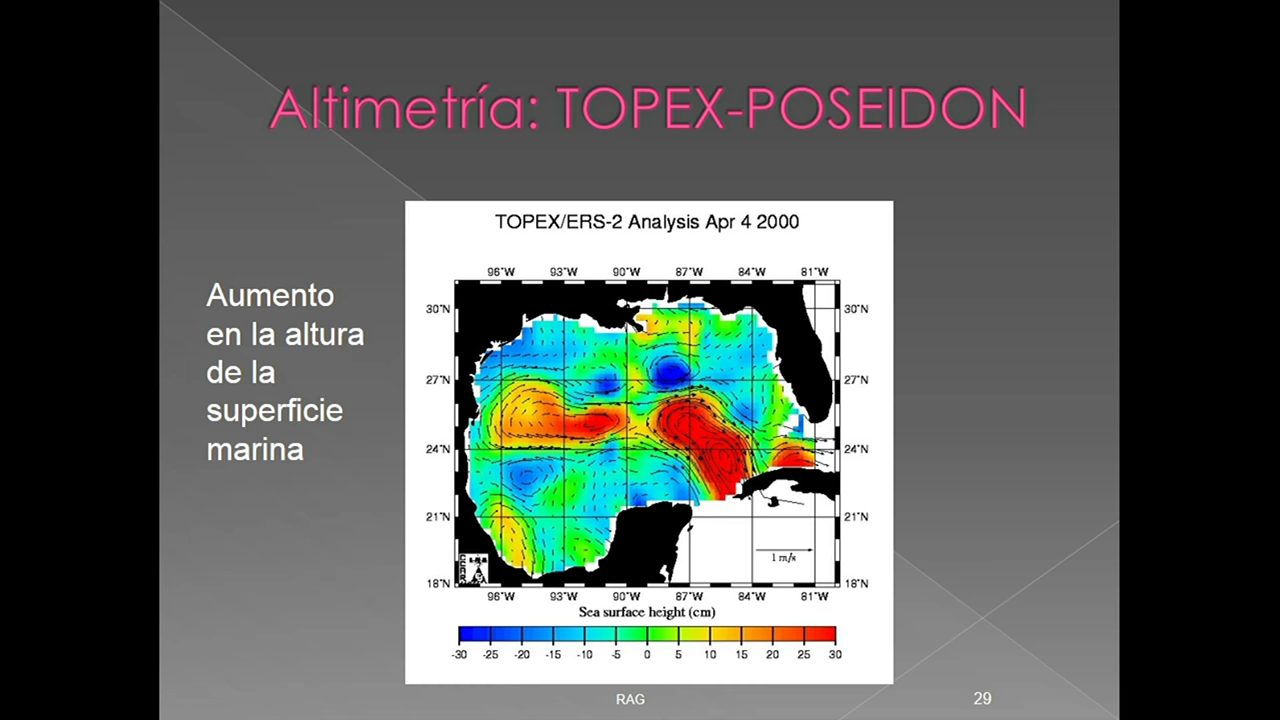 Altimetría: TOPEX-POSEIDON
Aumento
en la altura
de la
superficie
marina
TOPEX/ERS-2 Analysis Apr 4 2000
96°W 93°W 90°W 87°W 84°W 81°W
30°N 30°N
27°N 27°N
24°N 24°N
21°N 21°N
1 m/s
18°N 18°N
96°W 93°W 90°W 87°W 84°W 81°W
Sea surface height (cm)
-30 -25 -20 -15 -10 -5 0 5 10 15 20 25 30
RAG
29